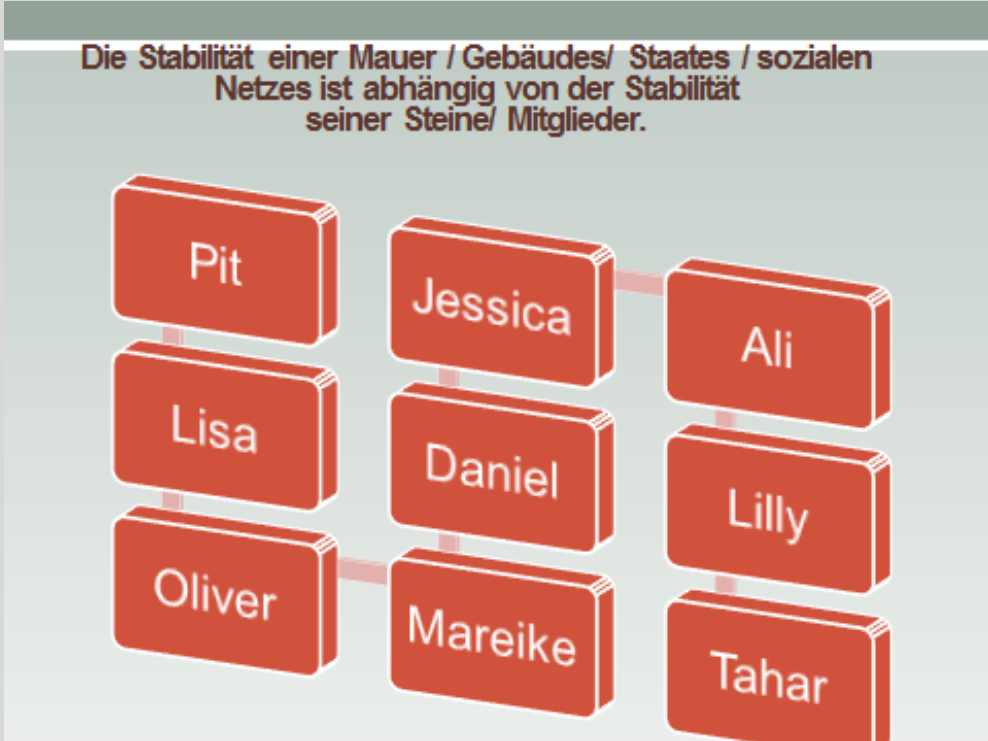 Die Stabilität einer Mauer / Gebäudes/ Staates / sozialen
Netzes ist abhängig von der Stabilität
seiner Steine/ Mitglieder.
Pit
Lisa
Oliver
Mareike
Daniel
Jessica
Ali
Lilly
Tahar